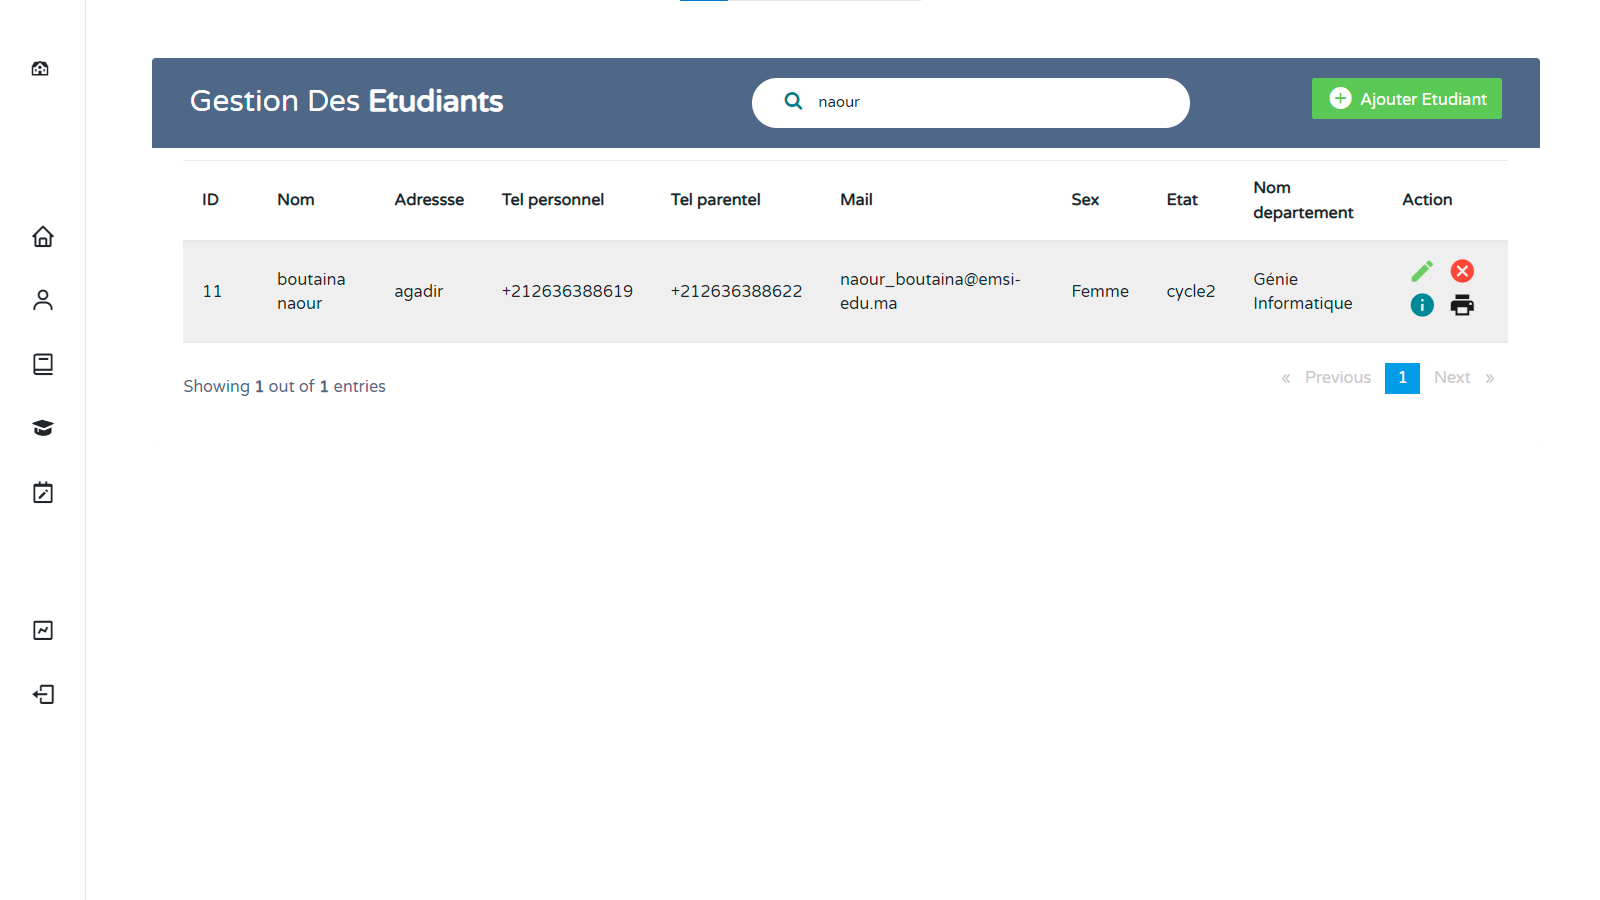 Gestion Des Etudiants
naour
Ajouter Etudiant
ID Nom Adressse Tel personnel Tel parentel Mail Sex Etat Nom departement Action
11 boutaina naour agadir +212636388619 +212636388622 naour_boutaina@emsi-edu.ma Femme cycle2 Génie Informatique
Showing 1 out of 1 entries
« Previous 1 Next »